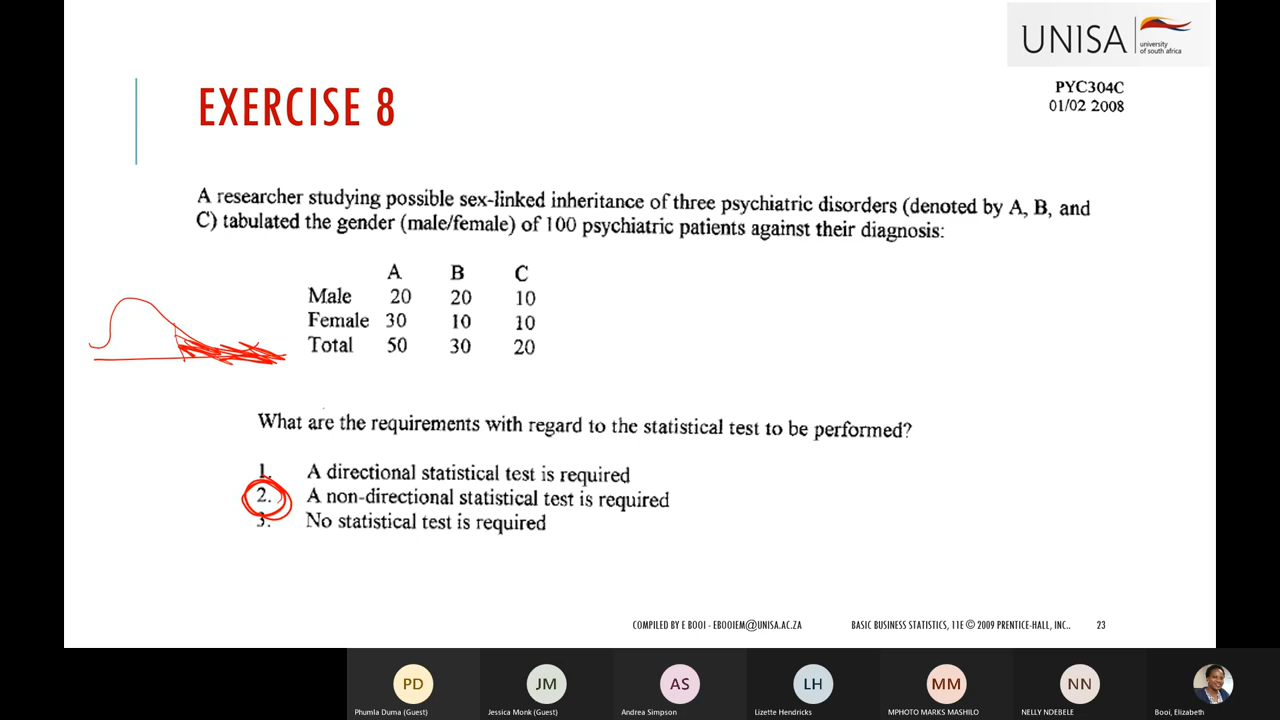 UNISA
university
of south africa
PYC304C
01/02 2008
EXERCISE 8
A researcher studying possible sex-linked inheritance of three psychiatric disorders (denoted by A, B, and
C) tabulated the gender (male/female) of 100 psychiatric patients against their diagnosis:
A B C
Male 20 20 10
Female 30 10 10
Total 50 30 20
What are the requirements with regard to the statistical test to be performed?
1. A directional statistical test is required
2. A non-directional statistical test is required
3. No statistical test is required
COMPILED BY E BOOI - EBOOIEM@UNISA.AC.ZA BASIC BUSINESS STATISTICS, 11E © 2009 PRENTICE-HALL, INC.. 23
PD JM AS LH MM NN
Phumla Duma (Guest) Jessica Monk (Guest) Andrea Simpson Lizette Hendricks MPHOTO MARKS MASHILO NELLY NDEBELE Booi, Elizabeth